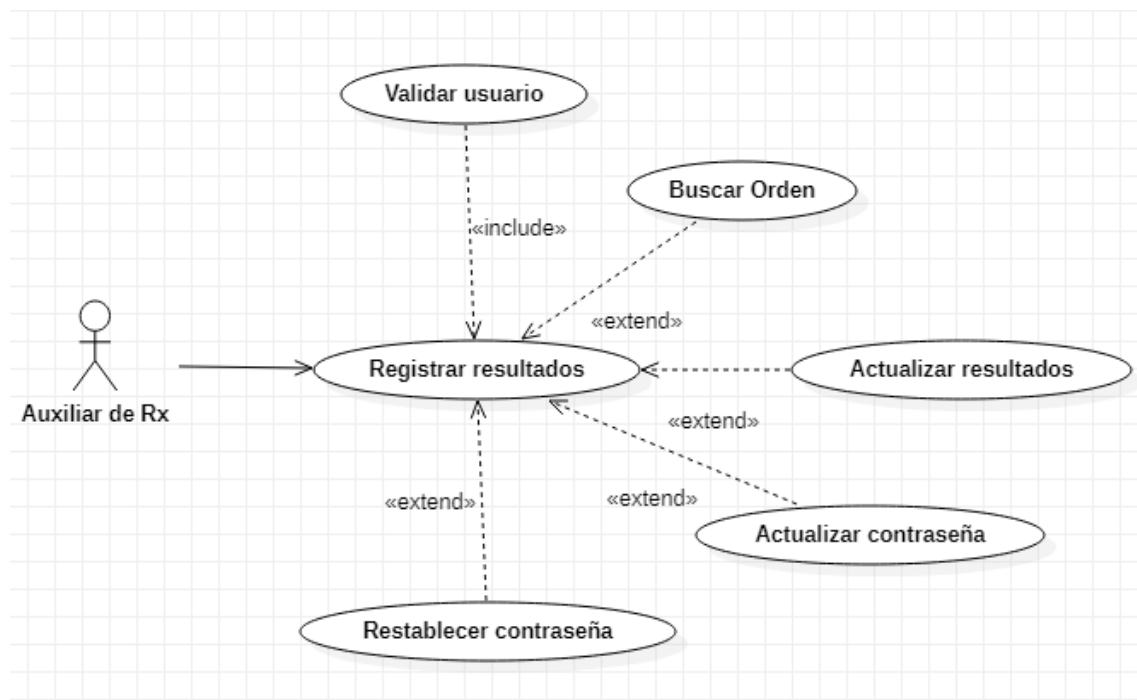 Validar usuario
Buscar Orden
«include»
«extend»
Registrar resultados
Actualizar resultados
Auxiliar de Rx
«extend»
«extend»
«extend»
Actualizar contraseña
Restablecer contraseña